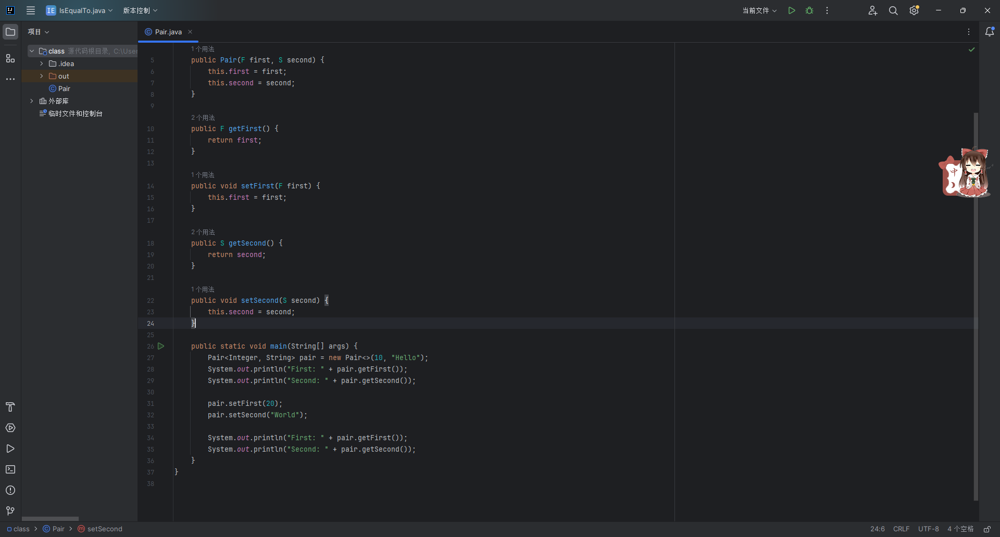 IJ
IE IsEqualTo.java 版本控制 当前文件
项目
Pair.java
class 源代码根目录, C:\User
.idea
out
Pair
外部库
临时文件和控制台
1个用法
5 public Pair(F first, S second) {
6 this.first = first;
7 this.second = second;
8 }
9
2个用法
10 public F getFirst() {
11 return first;
12 }
13
1个用法
14 public void setFirst(F first) {
15 this.first = first;
16 }
17
2个用法
18 public S getSecond() {
19 return second;
20 }
21
1个用法
22 public void setSecond(S second) {
23 this.second = second;
24 }
25
26 public static void main(String[] args) {
27 Pair<Integer, String> pair = new Pair<>(10, "Hello");
28 System.out.println("First: " + pair.getFirst());
29 System.out.println("Second: " + pair.getSecond());
30
31 pair.setFirst(20);
32 pair.setSecond("World");
33
34 System.out.println("First: " + pair.getFirst());
35 System.out.println("Second: " + pair.getSecond());
36 }
37 }
38
中
class Pair setSecond 24:6 CRLF UTF-8 4 个空格